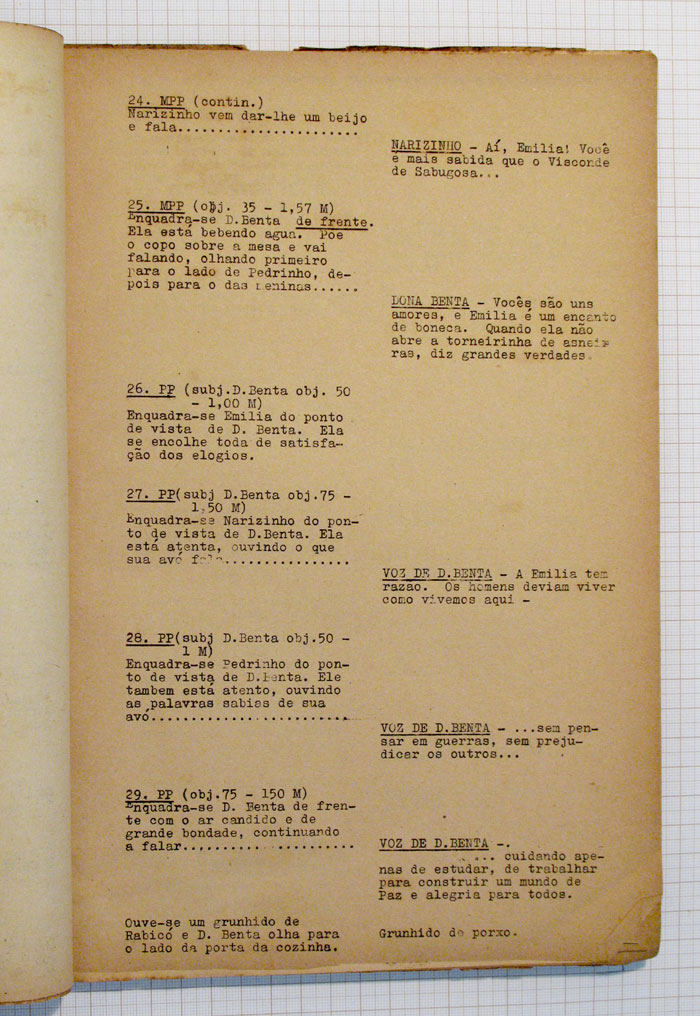 24. MPP (contin.)
Narizinho vem dar-lhe um beijo
e fala.......................
NARIZINHO - Aí, Emilia! Você
e mais sabida que o Visconde
de Sabugosa...
25. MPP (obj. 35 - 1,57 M)
Enquadra-se D.Benta de frente.
Ela está bebendo agua. Poe
o copo sobre a mesa e vai
falando, olhando primeiro
para o lado de Pedrinho, de-
pois para o das meninas......
DONA BENTA - Vocês são uns
amores, e Emilia é um encanto
de boneca. Quando ela não
abre a torneirinha de asnei-
ras, diz grandes verdades.
26. PP (subj.D.Benta obj. 50
- 1,00 M)
Enquadra-se Emilia do ponto
de vista de D. Benta. Ela
se encolhe toda de satisfa-
ção dos elogios.
27. PP(subj D.Benta obj.75 -
1,50 M)
Enquadra-se Narizinho do pon-
to de vista de D.Benta. Ela
está atenta, ouvindo o que
sua avó fala................
VOZ DE D.BENTA - A Emilia tem
razao. Os homens deviam viver
como vivemos aqui -
28. PP(subj D.Benta obj.50 -
1 M)
Enquadra-se Pedrinho do pon-
to de vista de D.Benta. Ele
tambem está atento, ouvindo
as palavras sabias de sua
avó.........................
VOZ DE D.BENTA - ...sem pen-
sar em guerras, sem preju-
dicar os outros...
29. PP (obj.75 - 150 M)
Enquadra-se D. Benta de fren-
te com o ar candido e de
grande bondade, continuando
a falar......................
VOZ DE D.BENTA -.
... cuidando ape-
nas de estudar, de trabalhar
para construir um mundo de
Paz e alegria para todos.
Ouve-se um grunhido de
Rabicó e D. Benta olha para
o lado da porta da cozinha.
Grunhido de porxo.